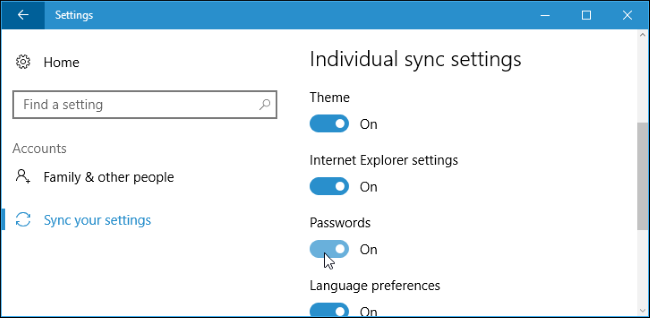 Settings
Home
Find a setting
Accounts
Family & other people
Sync your settings
Individual sync settings
Theme
On
Internet Explorer settings
On
Passwords
On
Language preferences
On